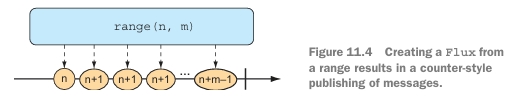 range(n, m)
n n+1 n+1 n+1 ... n+m–1
Figure 11.4 Creating a Flux from
a range results in a counter-style
publishing of messages.